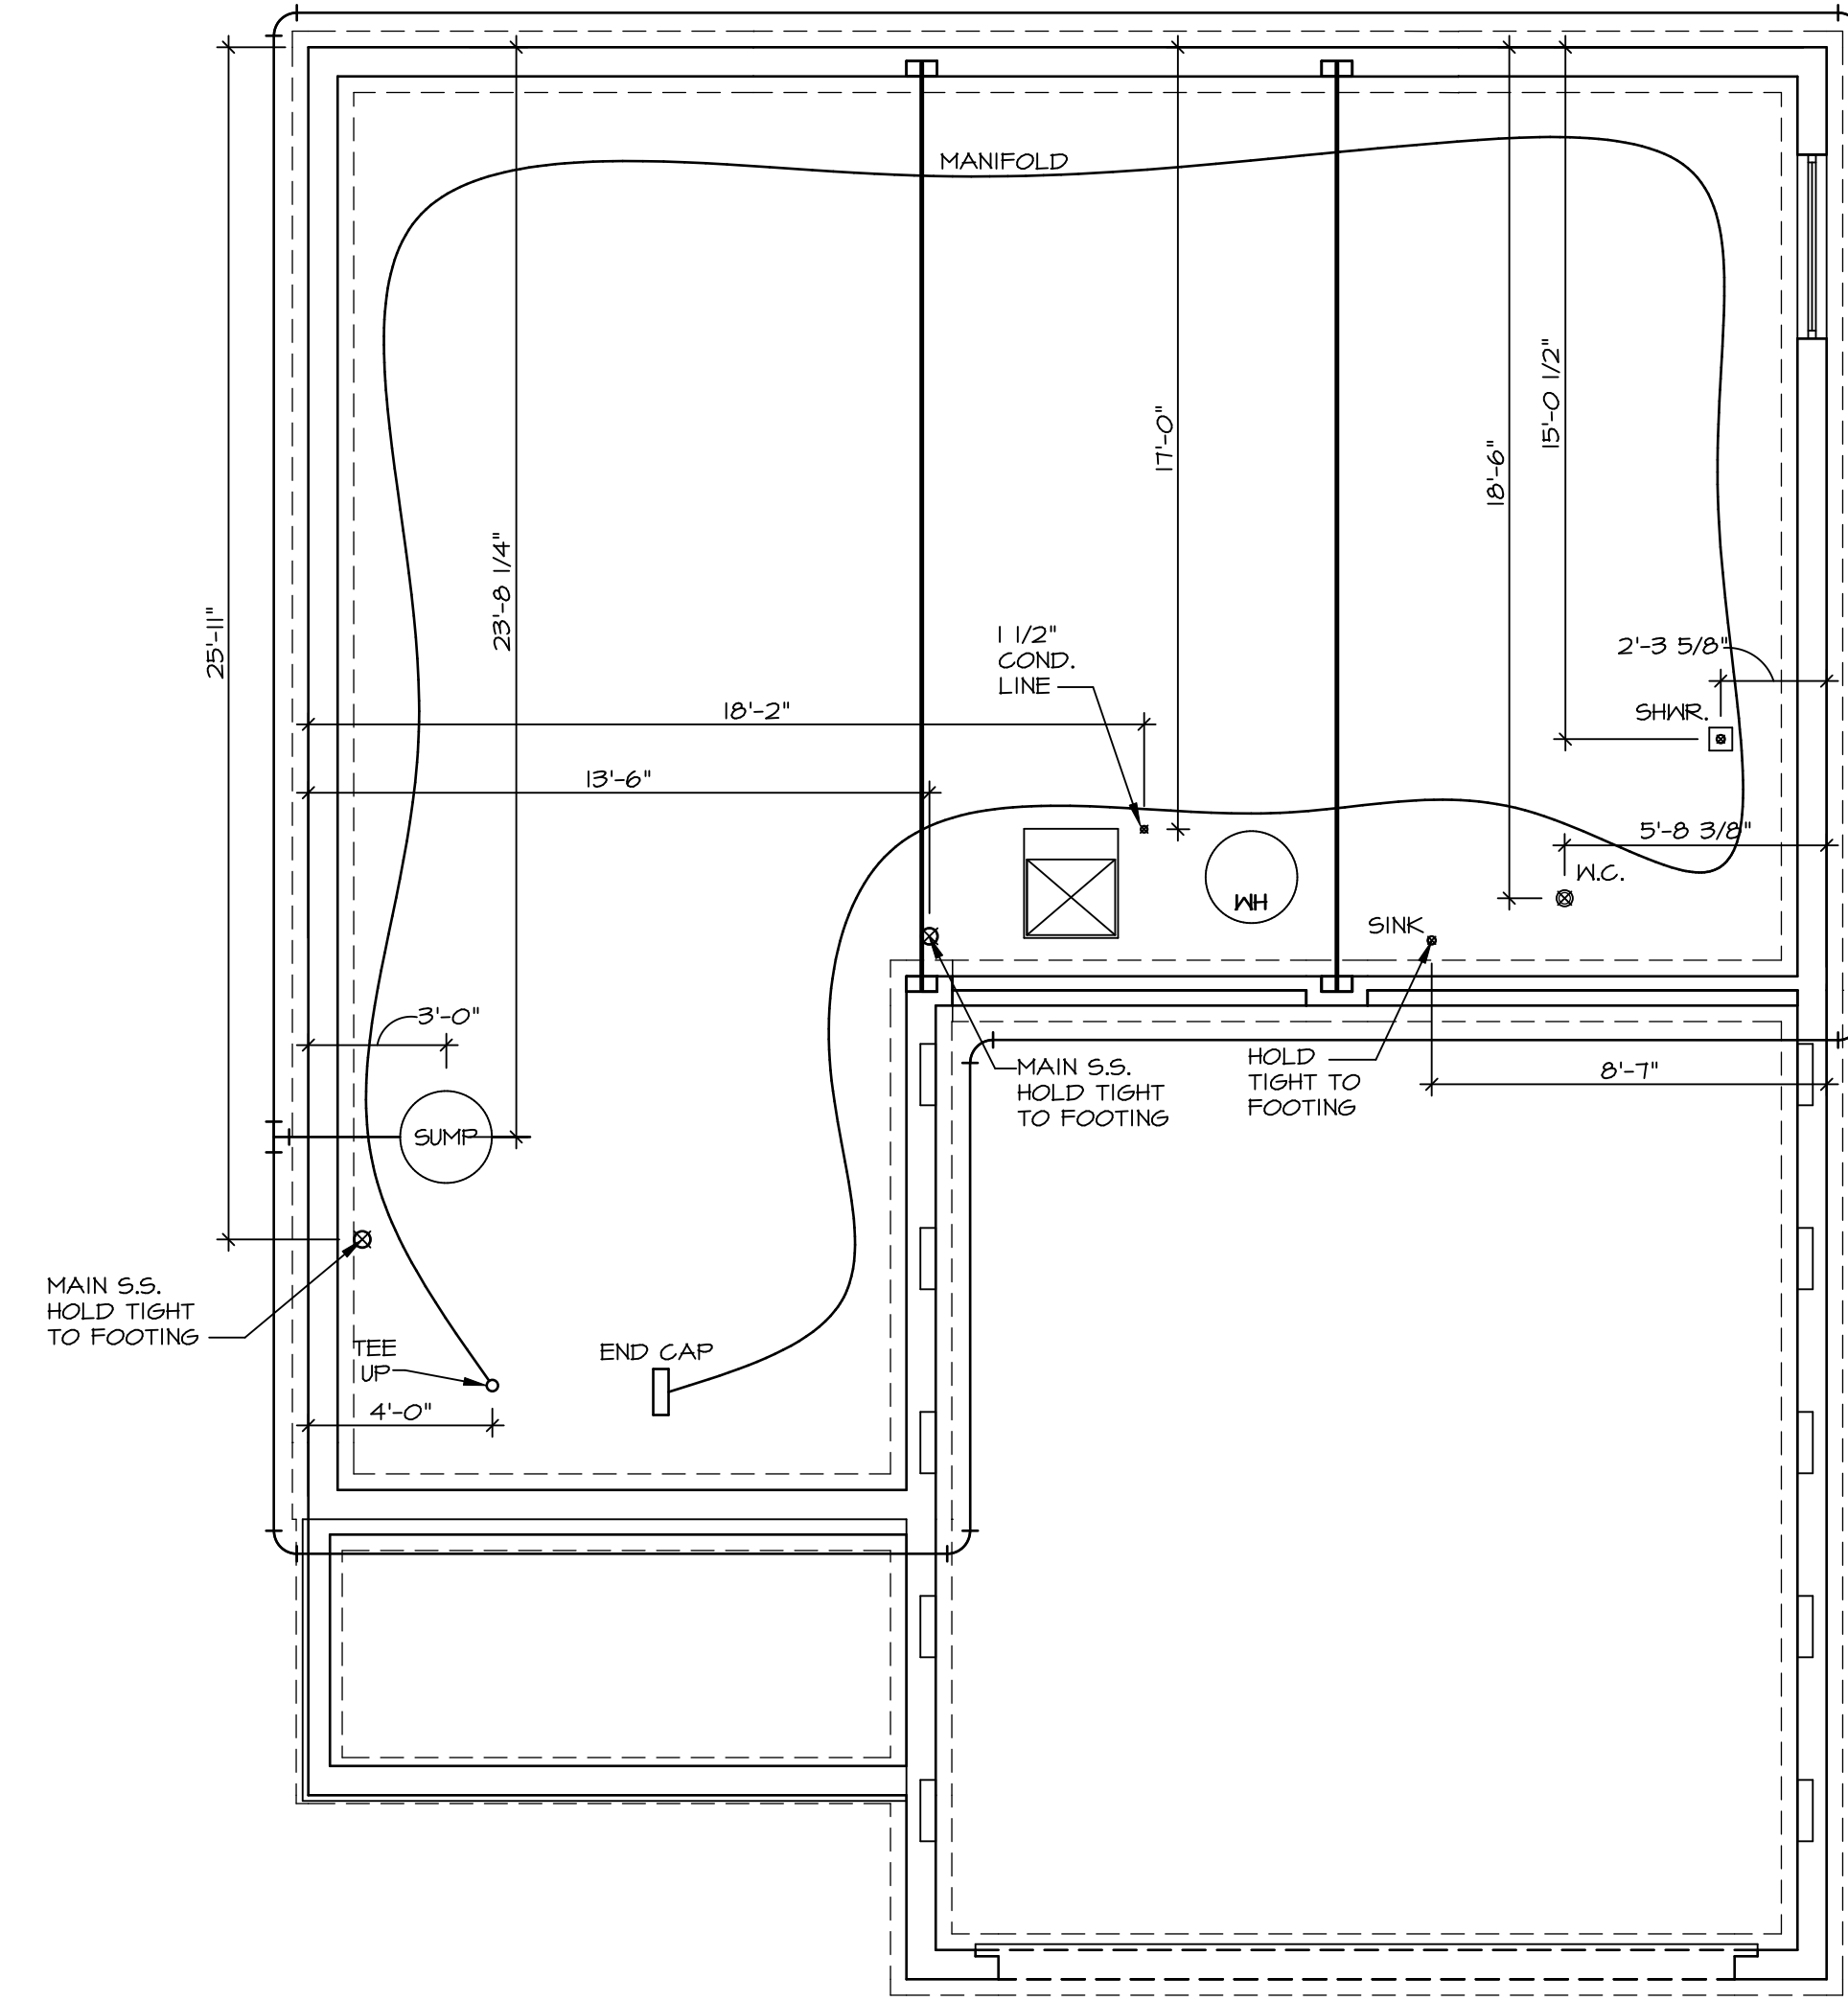 MANIFOLD
15'-0 1/2"
17'-0"
18'-6"
23'-8 1/4"
25'-11"
1 1/2"
COND.
LINE
2'-3 5/8"
18'-2"
SHWR.
13'-6"
5'-8 3/8"
W.C.
WH
SINK
3'-0"
MAIN S.S.
HOLD TIGHT
TO FOOTING
HOLD
TIGHT TO
FOOTING
8'-7"
SUMP
MAIN S.S.
HOLD TIGHT
TO FOOTING
TEE
UP
END CAP
4'-0"